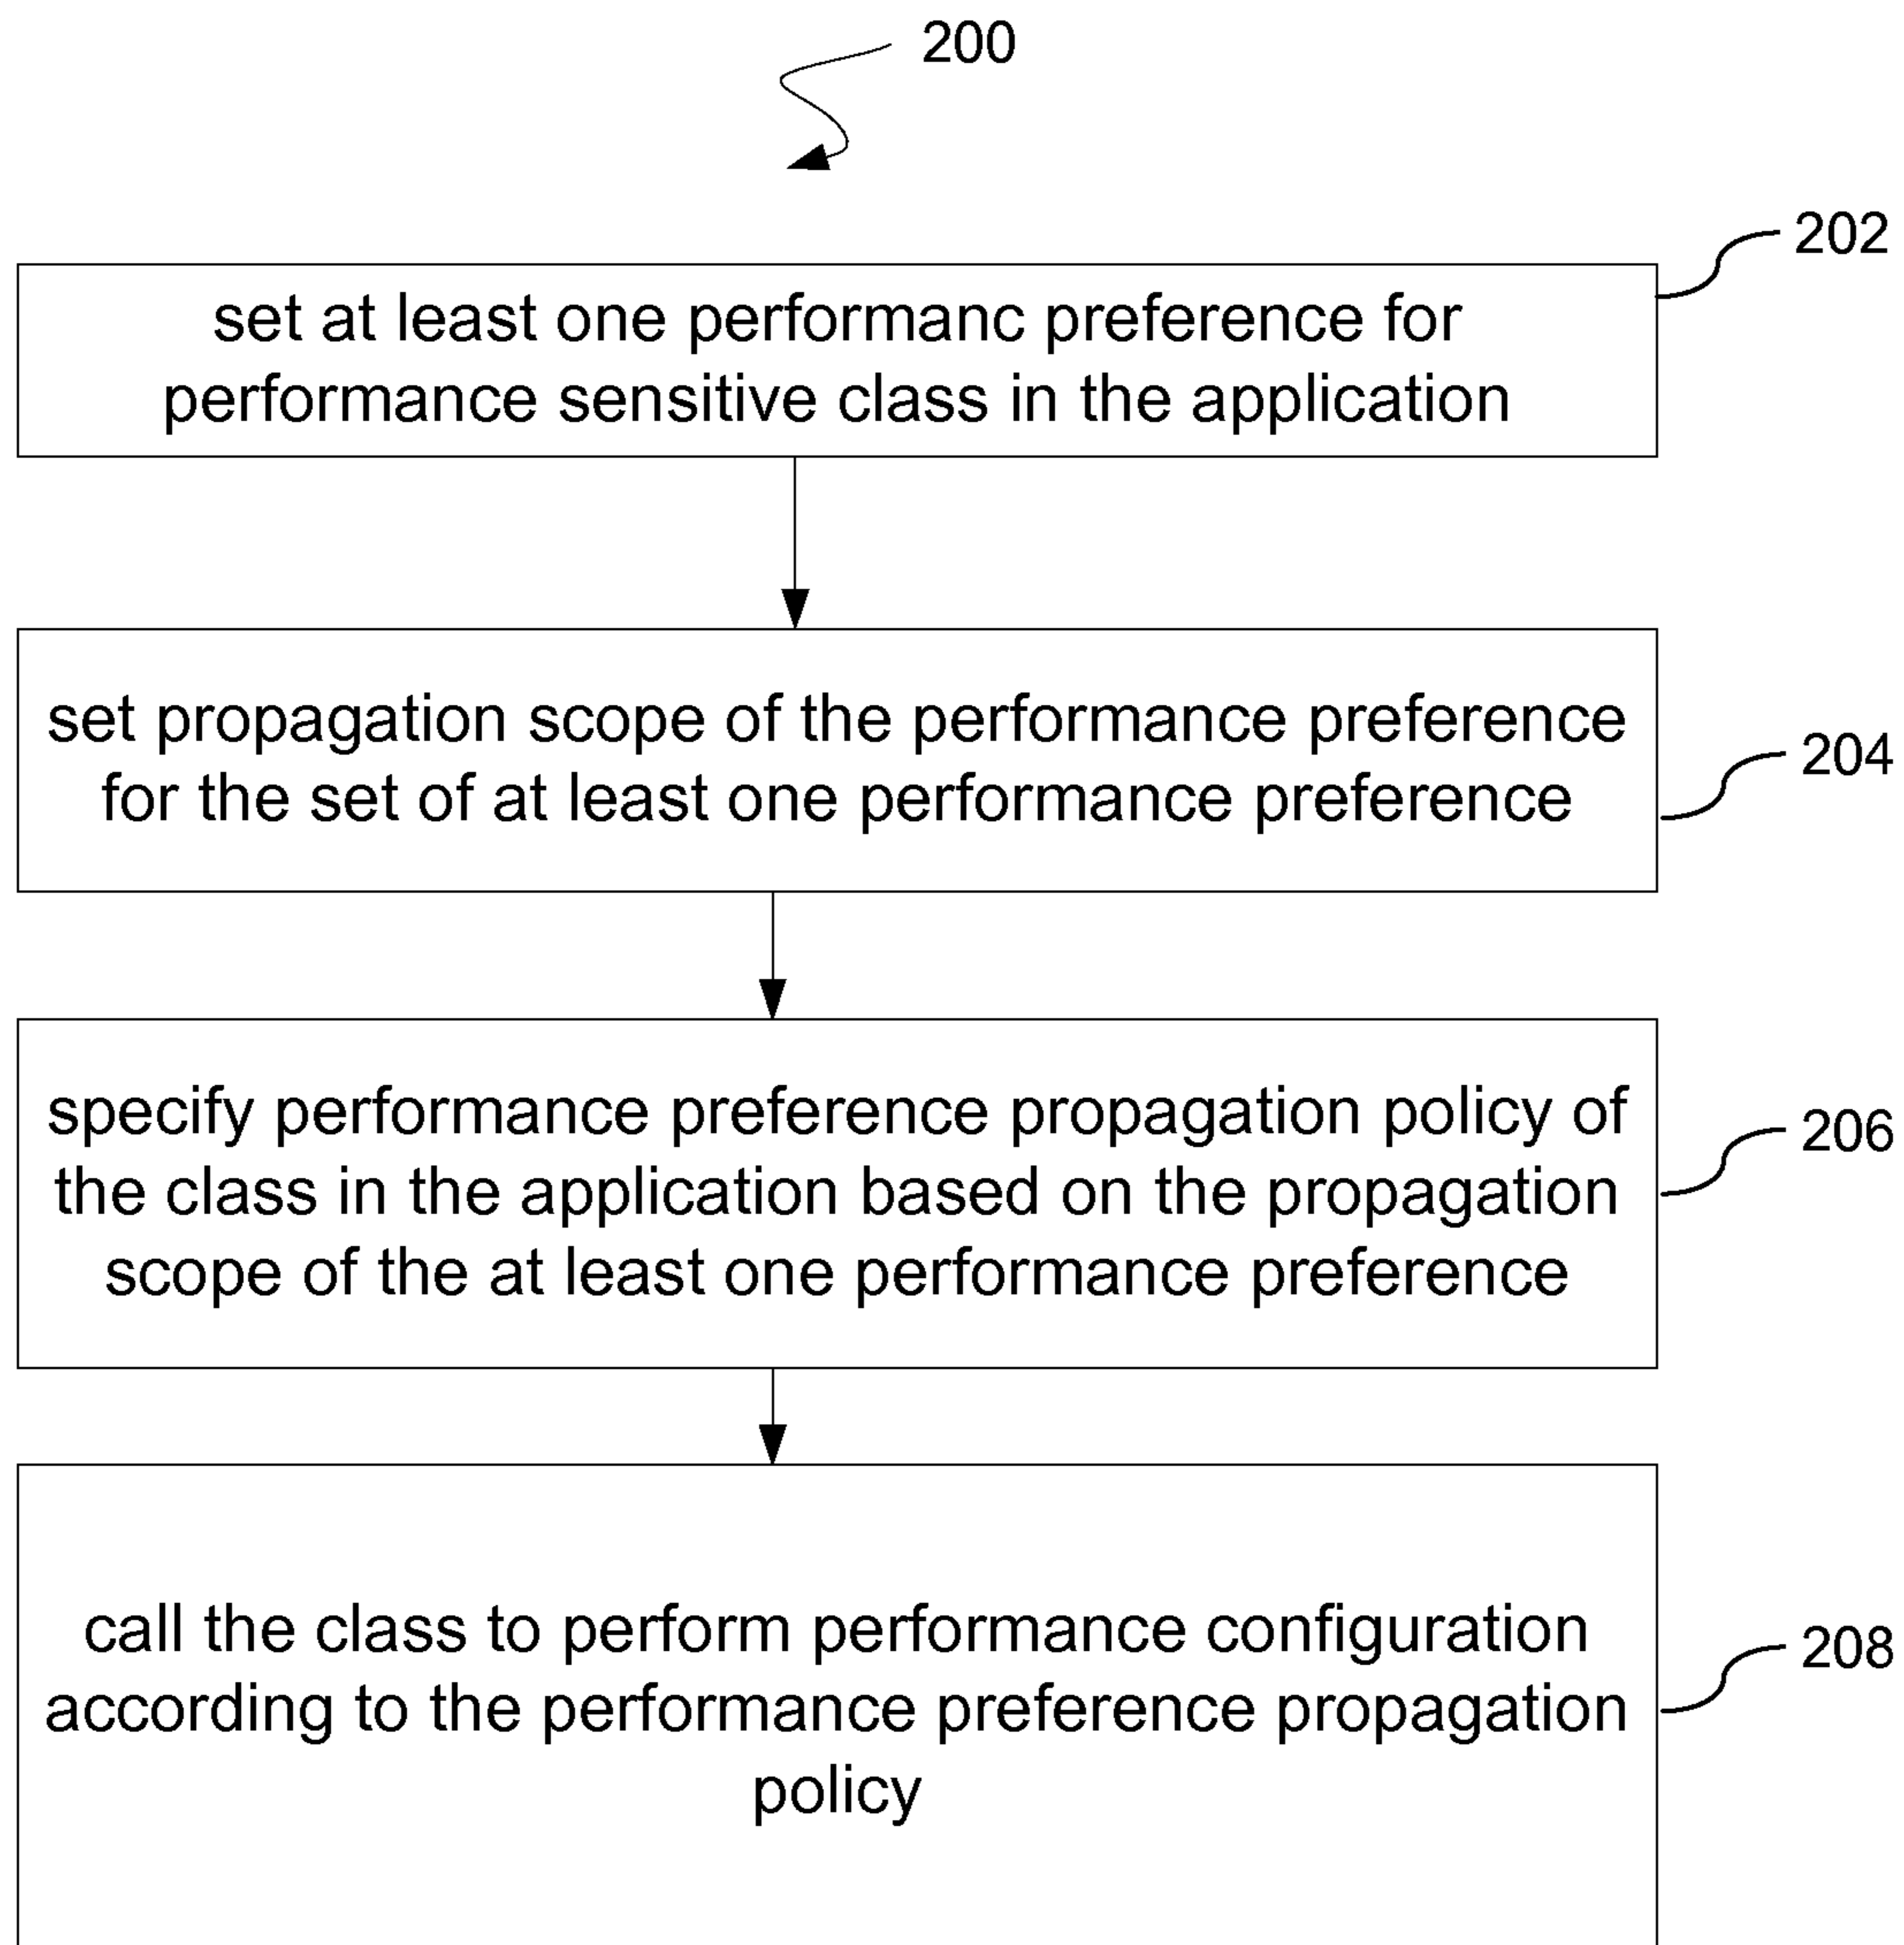 200
202
set at least one performanc preference for
performance sensitive class in the application
set propagation scope of the performance preference
for the set of at least one performance preference
204
specify performance preference propagation policy of
the class in the application based on the propagation
scope of the at least one performance preference
206
call the class to perform performance configuration
according to the performance preference propagation
policy
208